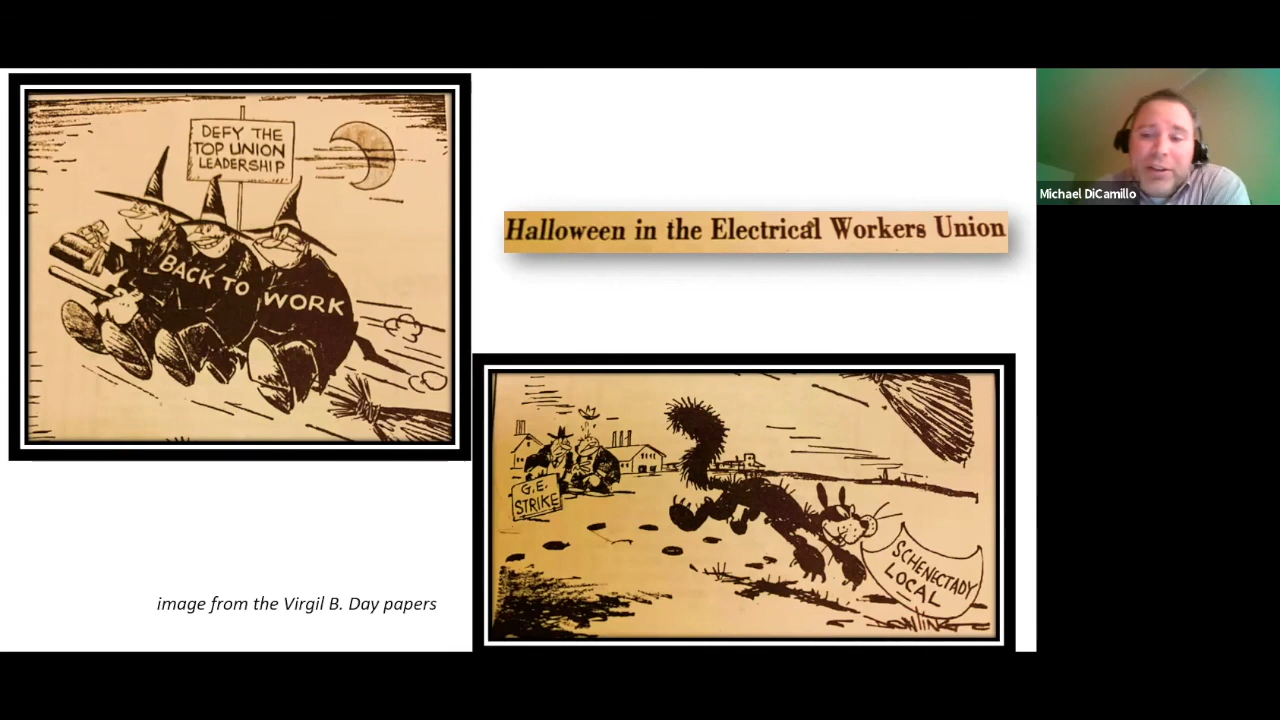 DEFY THE
TOP UNION
LEADERSHIP
BACK TO WORK
Halloween in the Electrical Workers Union
G.E.
STRIKE
SCHENECTADY
LOCAL
DOWLING
image from the Virgil B. Day papers
Michael DiCamillo